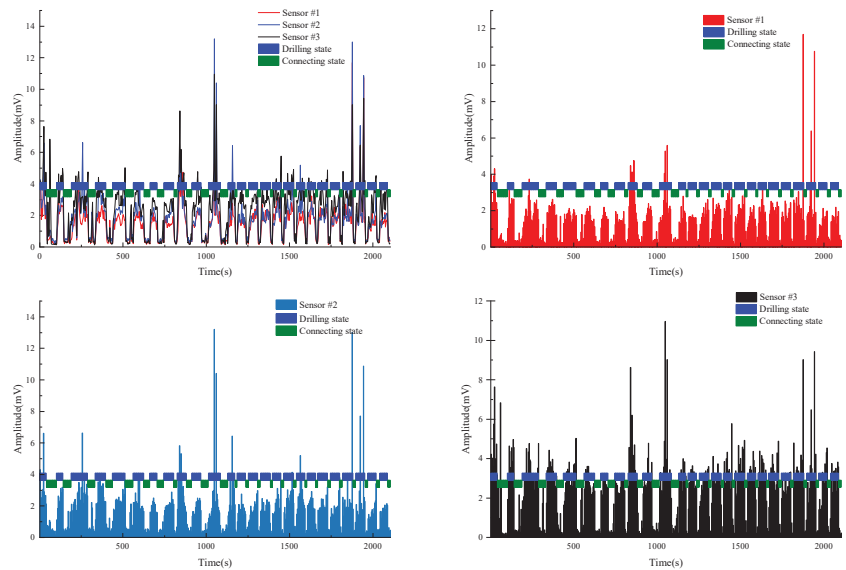 Sensor #1
Sensor #2
Sensor #3
Drilling state
Connecting state
Amplitude(mV)
0
2
4
6
8
10
12
14
0
500
1000
1500
2000
Time(s)
Sensor #1
Drilling state
Connecting state
Amplitude(mV)
0
2
4
6
8
10
12
500
1000
1500
2000
Time(s)
Sensor #2
Drilling state
Connecting state
Amplitude(mV)
0
2
4
6
8
10
12
14
500
1000
1500
2000
Time(s)
Sensor #3
Drilling state
Connecting state
Amplitude(mV)
0
2
4
6
8
10
12
500
1000
1500
2000
Time(s)